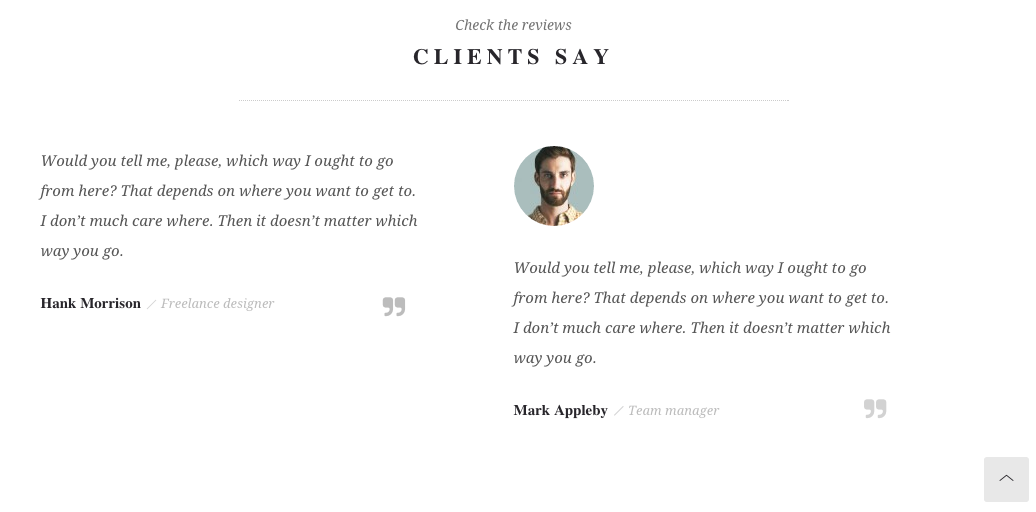 Check the reviews
CLIENTS SAY
Would you tell me, please, which way I ought to go
from here? That depends on where you want to get to.
I don’t much care where. Then it doesn’t matter which
way you go.
Hank Morrison / Freelance designer
Would you tell me, please, which way I ought to go
from here? That depends on where you want to get to.
I don’t much care where. Then it doesn’t matter which
way you go.
Mark Appleby / Team manager